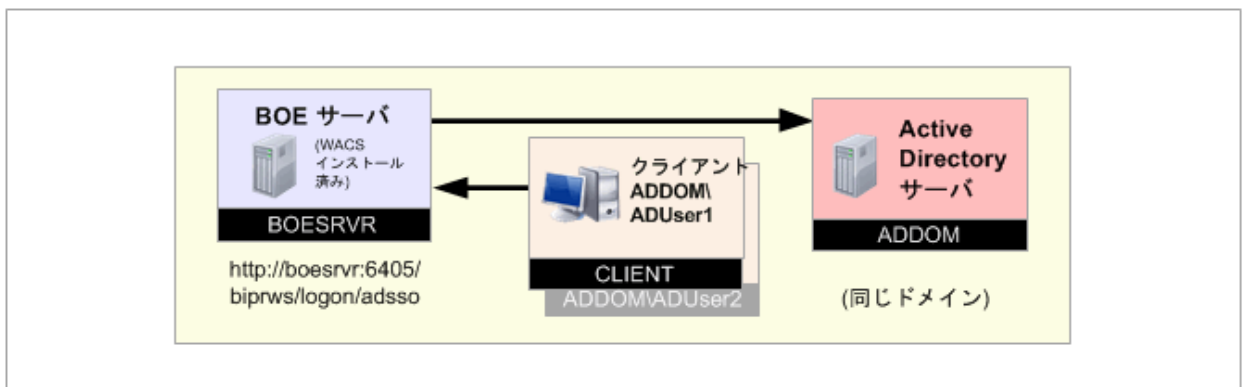 BOE サーバ
(WACS
インストール
済み)
BOESRVR
http://boesrvr:6405/
biprws/logon/adsso
クライアント
ADDOM\
ADUser1
CLIENT
ADDOM\ADUser2
Active
Directory
サーバ
ADDOM
(同じドメイン)